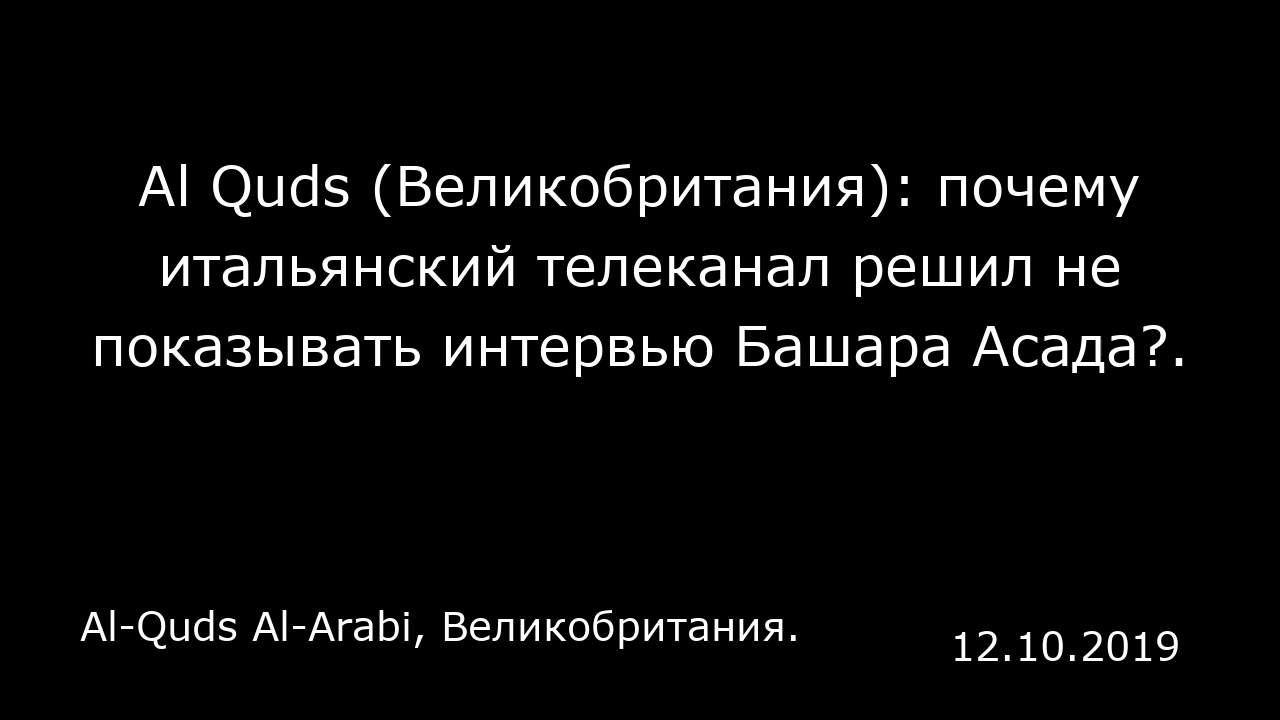 Al Quds (Великобритания): почему
итальянский телеканал решил не
показывать интервью Башара Асада?.
Al-Quds Al-Arabi, Великобритания.
12.10.2019